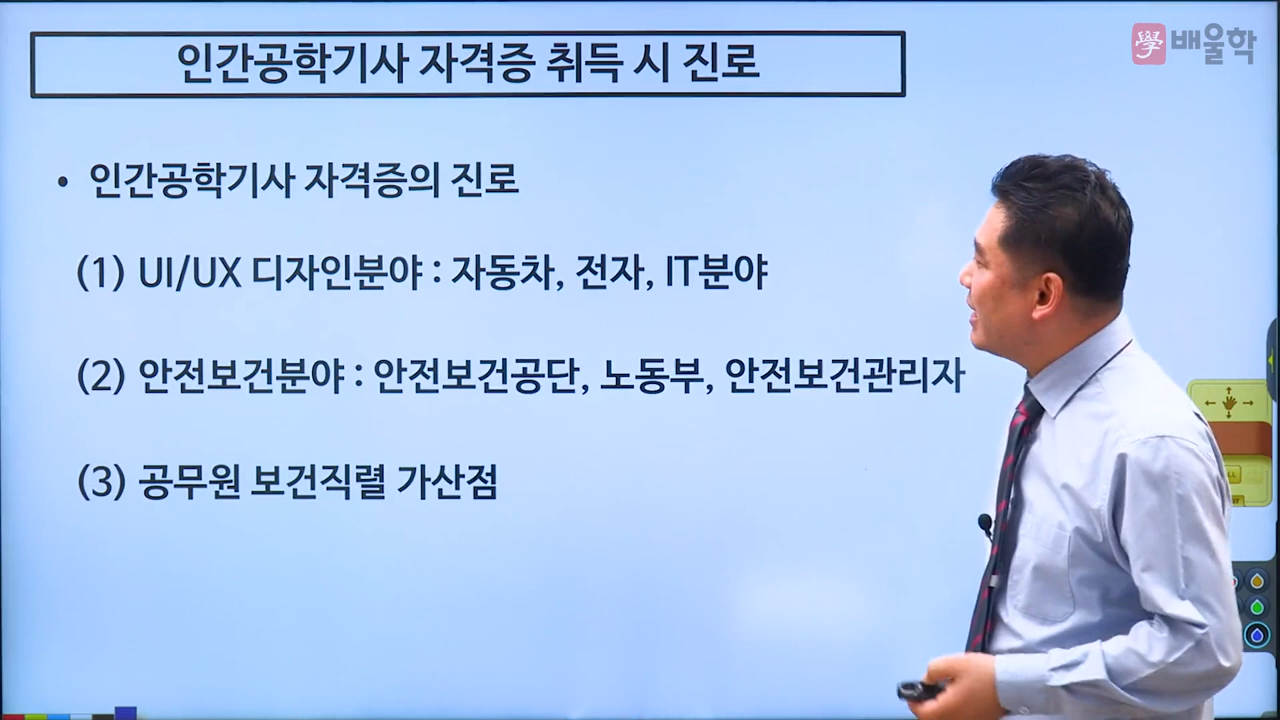 인간공학기사 자격증 취득 시 진로
學 배울학
• 인간공학기사 자격증의 진로
(1) UI/UX 디자인분야 : 자동차, 전자, IT분야
(2) 안전보건분야 : 안전보건공단, 노동부, 안전보건관리자
(3) 공무원 보건직렬 가산점